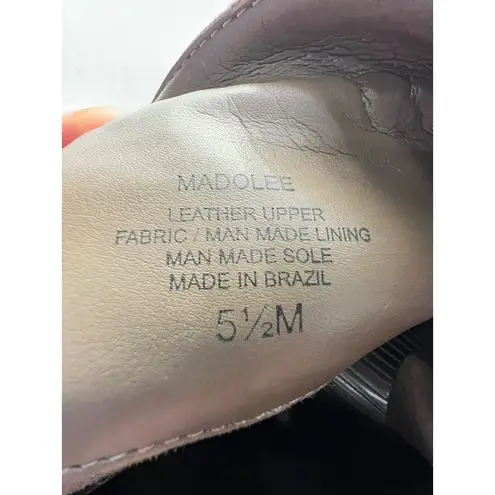 MADOLEE
LEATHER UPPER
FABRIC / MAN MADE LINING
MAN MADE SOLE
MADE IN BRAZIL
5½M